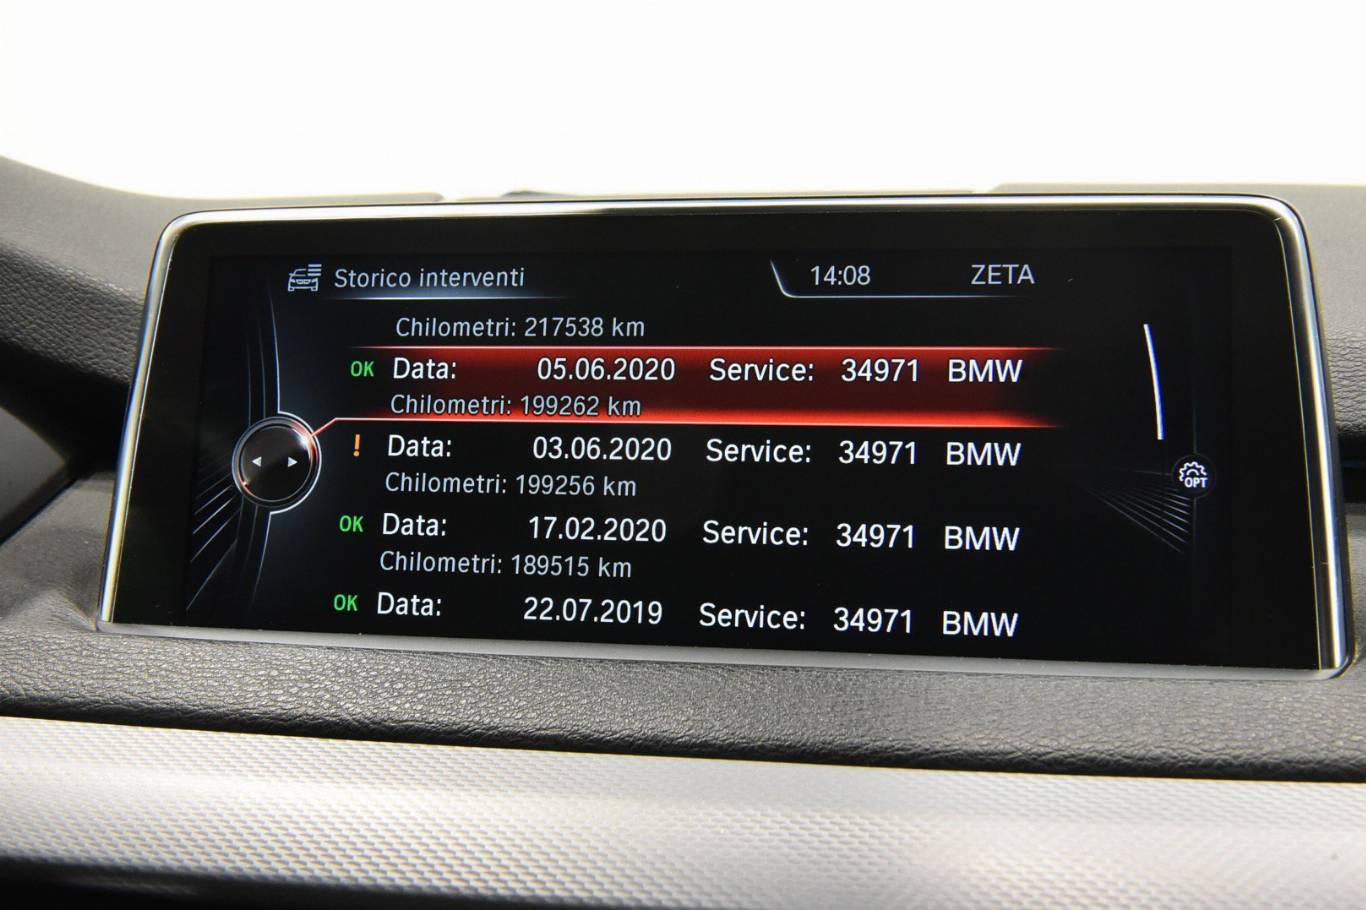 Storico interventi 14:08 ZETA
Chilometri: 217538 km
OK Data: 05.06.2020 Service: 34971 BMW
Chilometri: 199262 km
! Data: 03.06.2020 Service: 34971 BMW
Chilometri: 199256 km
OPT
OK Data: 17.02.2020 Service: 34971 BMW
Chilometri: 189515 km
OK Data: 22.07.2019 Service: 34971 BMW